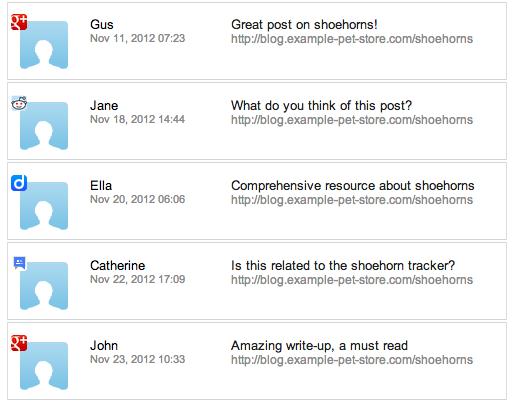 g+
Gus
Nov 11, 2012 07:23
Great post on shoehorns!
http://blog.example-pet-store.com/shoehorns
Jane
Nov 18, 2012 14:44
What do you think of this post?
http://blog.example-pet-store.com/shoehorns
d
Ella
Nov 20, 2012 06:06
Comprehensive resource about shoehorns
http://blog.example-pet-store.com/shoehorns
Catherine
Nov 22, 2012 17:09
Is this related to the shoehorn tracker?
http://blog.example-pet-store.com/shoehorns
g+
John
Nov 23, 2012 10:33
Amazing write-up, a must read
http://blog.example-pet-store.com/shoehorns